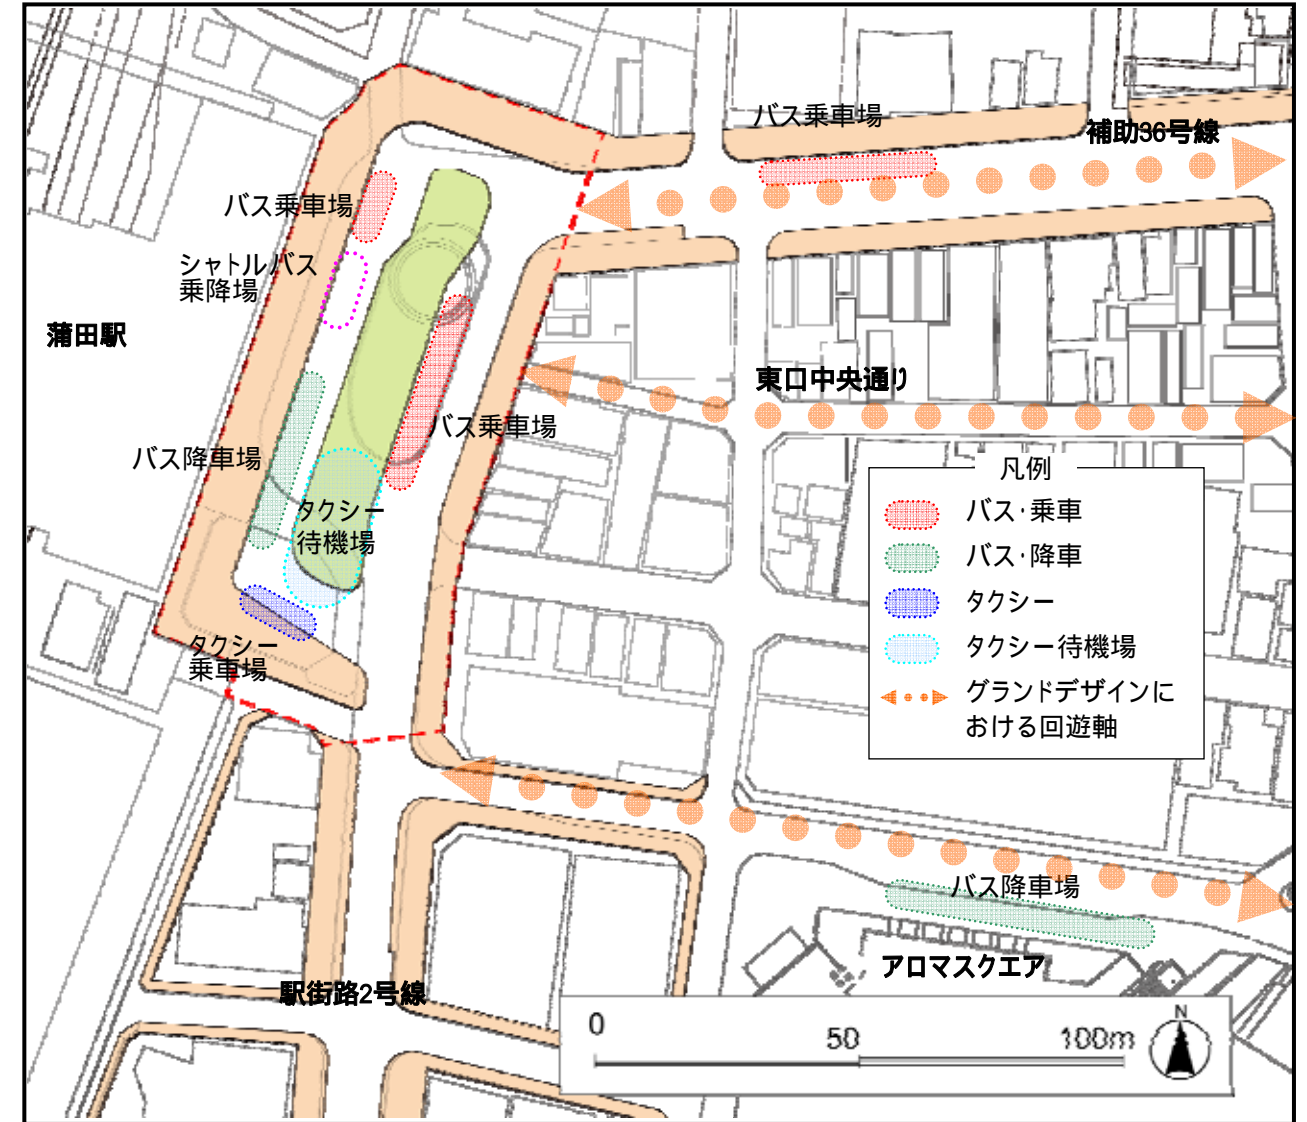 バス乗車場
補助36号線
バス乗車場
シャトルバス
乗降場
蒲田駅
東口中央通り
バス乗車場
バス降車場
タクシー
待機場
凡例
バス・乗車
バス・降車
タクシー
タクシー待機場
グランドデザインに
おける回遊軸
タクシー
乗車場
バス降車場
アロマスクエア
駅街路2号線
0 50 100m
N